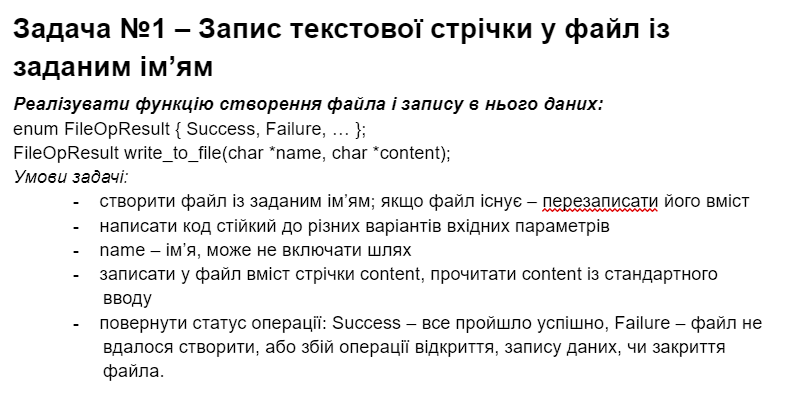 Задача №1 – Запис текстової стрічки у файл із
заданим ім’ям
Реалізувати функцію створення файла і запису в нього даних:
enum FileOpResult { Success, Failure, … };
FileOpResult write_to_file(char *name, char *content);
Умови задачі:
- створити файл із заданим ім’ям; якщо файл існує – перезаписати його вміст
- написати код стійкий до різних варіантів вхідних параметрів
- name – ім’я, може не включати шлях
- записати у файл вміст стрічки content, прочитати content із стандартного
вводу
- повернути статус операції: Success – все пройшло успішно, Failure – файл не
вдалося створити, або збій операції відкриття, запису даних, чи закриття
файла.